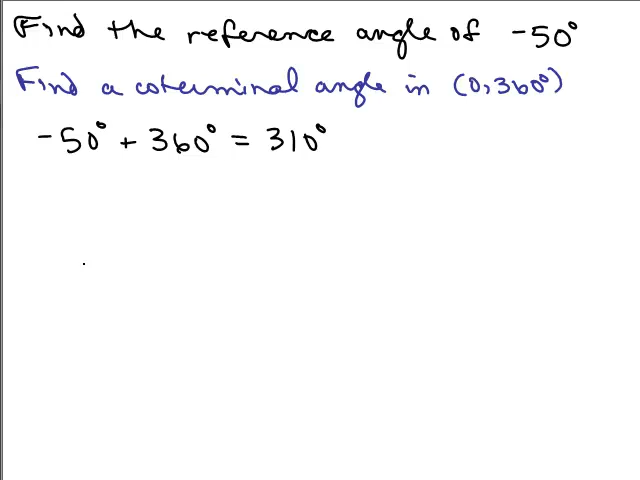 Find the reference angle of -50°
Find a coterminal angle in (0,360°)
-50° + 360° = 310°